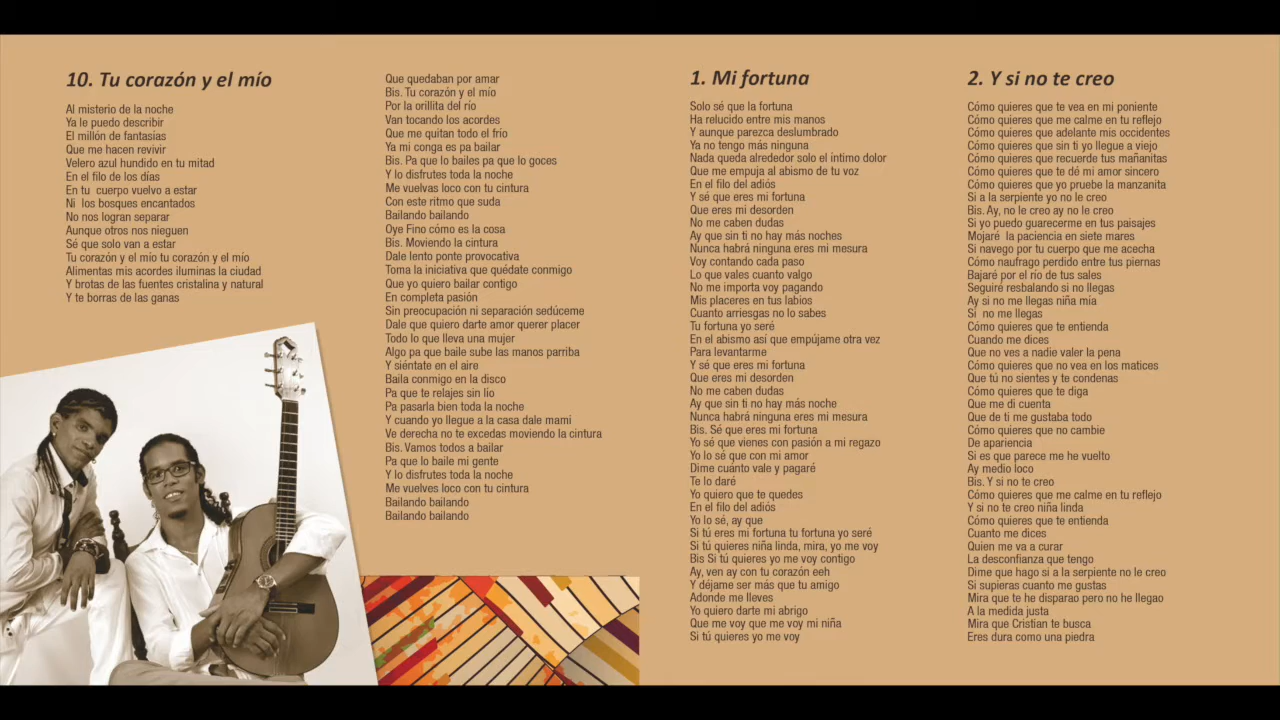 10. Tu corazón y el mío
Al misterio de la noche
Ya le puedo describir
El millón de fantasias
Que me hacen revivir
Velero azul hundido en tu mitad
En el filo de los días
En tu cuerpo vuelvo a estar
Ni los bosques encantados
No nos logran separar
Aunque otros nos nieguen
Sé que solo van a estar
Tu corazón y el mío tu corazón y el mío
Alimentas mis acordes iluminas la ciudad
Y brotas de las fuentes cristalina y natural
Y te borras de las ganas
Que quedaban por amar
Bis. Tu corazón y el mío
Por la orillita del río
Van tocando los acordes
Que me quitan todo el frío
Ya mi conga es pa bailar
Bis. Pa que lo bailes pa que lo goces
Y lo disfrutes toda la noche
Me vuelvas loco con tu cintura
Con este ritmo que suda
Bailando bailando
Oye Fino cómo es la cosa
Bis. Moviendo la cintura
Dale lento ponte provocativa
Toma la iniciativa que quédate conmigo
Que yo quiero bailar contigo
En completa pasión
Sin preocupación ni separación sedúceme
Dale que quiero darte amor querer placer
Todo lo que lleva una mujer
Algo pa que baile sube las manos parriba
Y siéntate en el aire
Baila conmigo en la disco
Pa que te relajes sin lio
Pa pasarla bien toda la noche
Y cuando yo llegue a la casa dale mami
Ve derecha no te excedas moviendo la cintura
Bis. Vamos todos a bailar
Pa que lo baile mi gente
Y lo disfrutes toda la noche
Me vuelves loco con tu cintura
Bailando bailando
Bailando bailando
1. Mi fortuna
Solo sé que la fortuna
Ha relucido entre mis manos
Y aunque parezca deslumbrado
Ya no tengo más ninguna
Nada queda alrededor solo el íntimo dolor
Que me empuja al abismo de tu voz
En el filo del adiós
Y sé que eres mi fortuna
Que eres mi desorden
No me caben dudas
Ay que sin ti no hay más noches
Nunca habrá ninguna eres mi mesura
Voy contando cada paso
Lo que vales cuanto valgo
No me importa voy pagando
Mis placeres en tus labios
Cuanto arriesgas no lo sabes
Tu fortuna yo seré
En el abismo así que empújame otra vez
Para levantarme
Y sé que eres mi fortuna
Que eres mi desorden
No me caben dudas
Ay que sin ti no hay más noche
Nunca habrá ninguna eres mi mesura
Bis. Sé que eres mi fortuna
Yo sé que vienes con pasión a mi regazo
Yo lo sé que con mi amor
Dime cuánto vale y pagaré
Te lo daré
Yo quiero que te quedes
En el filo del adiós
Yo lo sé, ay que
Si tú eres mi fortuna tu fortuna yo seré
Si tú quieres niña linda, mira, yo me voy
Bis Si tú quieres yo me voy contigo
Ay, ven ay con tu corazón eeh
Y déjame ser más que tu amigo
Adonde me lleves
Yo quiero darte mi abrigo
Que me voy que me voy mi niña
Si tú quieres yo me voy
2. Y si no te creo
Cómo quieres que te vea en mi poniente
Cómo quieres que me calme en tu reflejo
Cómo quieres que adelante mis occidentes
Cómo quieres que sin ti yo llegue a viejo
Cómo quieres que recuerde tus mañanitas
Cómo quieres que te dé mi amor sincero
Cómo quieres que yo pruebe la manzanita
Si a la serpiente yo no le creo
Bis. Ay, no le creo ay no le creo
Si yo puedo guarecerme en tus paisajes
Mojaré la paciencia en siete mares
Si navego por tu cuerpo que me acecha
Cómo naufrago perdido entre tus piernas
Bajaré por el río de tus sales
Seguiré resbalando si no llegas
Ay si no me llegas niña mía
Si no me llegas
Cómo quieres que te entienda
Cuando me dices
Que no ves a nadie valer la pena
Cómo quieres que no vea en los matices
Que tú no sientes y te condenas
Cómo quieres que te diga
Que me di cuenta
Que de ti me gustaba todo
Cómo quieres que no cambie
De apariencia
Si es que parece me he vuelto
Ay medio loco
Bis. Y si no te creo
Cómo quieres que me calme en tu reflejo
Y si no te creo niña linda
Cómo quieres que te entienda
Cuanto me dices
Quien me va a curar
La desconfianza que tengo
Dime que hago si a la serpiente no le creo
Si supieras cuanto me gustas
Mira que te he disparao pero no he llegao
A la medida justa
Mira que Cristian te busca
Eres dura como una piedra